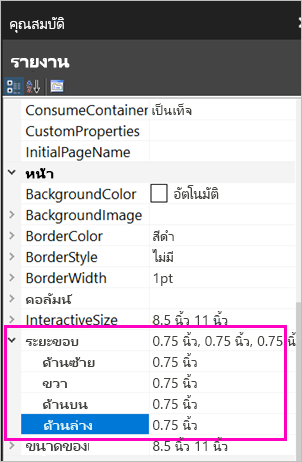 คุณสมบัติ
รายงาน
ConsumeContainer เป็นเท็จ
CustomProperties
InitialPageName
หน้า
BackgroundColor อัตโนมัติ
BackgroundImage
BorderColor สีดำ
BorderStyle ไม่มี
BorderWidth 1pt
คอลัมน์
InteractiveSize 8.5 นิ้ว 11 นิ้ว
ระยะขอบ 0.75 นิ้ว, 0.75 นิ้ว, 0.75 นิ้
ด้านซ้าย 0.75 นิ้ว
ขวา 0.75 นิ้ว
ด้านบน 0.75 นิ้ว
ด้านล่าง 0.75 นิ้ว
ขนาดของ 8.5 นิ้ว 11 นิ้ว